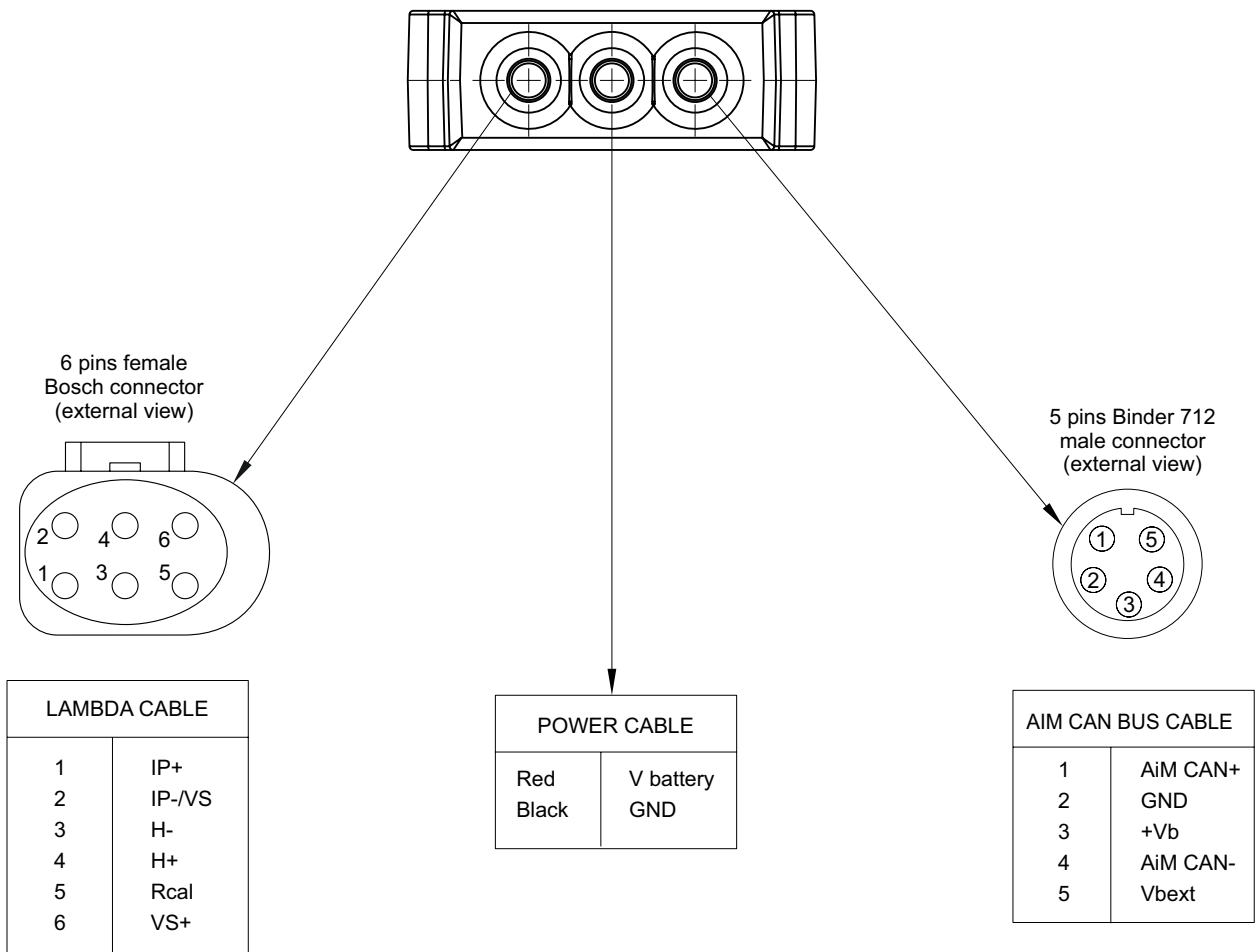 6 pins female
Bosch connector
(external view)
2 4 6
1 3 5
5 pins Binder 712
male connector
(external view)
1 5
2 4
3
LAMBDA CABLE
1 IP+
2 IP-/VS
3 H-
4 H+
5 Rcal
6 VS+
POWER CABLE
Red V battery
Black GND
AIM CAN BUS CABLE
1 AiM CAN+
2 GND
3 +Vb
4 AiM CAN-
5 Vbext